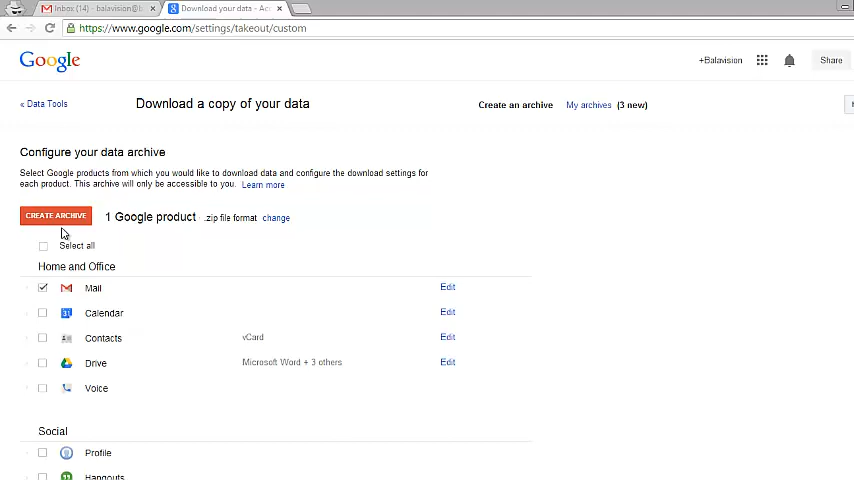 Inbox (14) - balavision@b
Download your data - Acc
https://www.google.com/settings/takeout/custom
Google
+Balavision
Share
« Data Tools
Download a copy of your data
Create an archive
My archives (3 new)
Configure your data archive
Select Google products from which you would like to download data and configure the download settings for
each product. This archive will only be accessible to you. Learn more
CREATE ARCHIVE 1 Google product .zip file format change
Select all
Home and Office
Mail Edit
31 Calendar Edit
Contacts vCard Edit
Drive Microsoft Word + 3 others Edit
Voice
Social
Profile
Hangouts